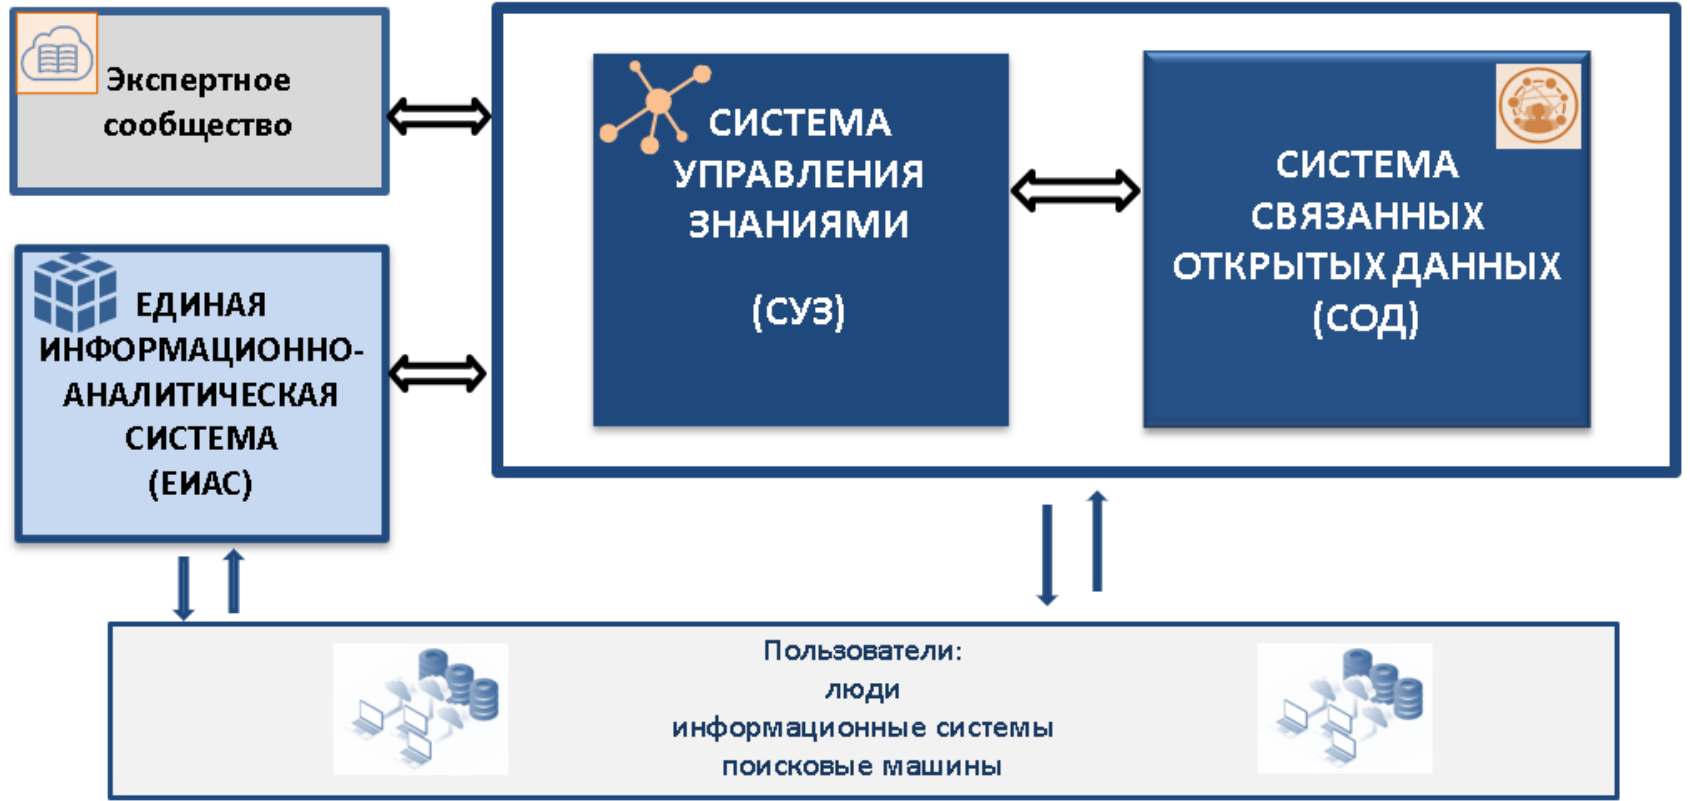 Экспертное
сообщество
ЕДИНАЯ
ИНФОРМАЦИОННО-
АНАЛИТИЧЕСКАЯ
СИСТЕМА
(ЕИАС)
СИСТЕМА
УПРАВЛЕНИЯ
ЗНАНИЯМИ
(СУЗ)
СИСТЕМА
СВЯЗАННЫХ
ОТКРЫТЫХ ДАННЫХ
(СОД)
Пользователи:
люди
информационные системы
поисковые машины